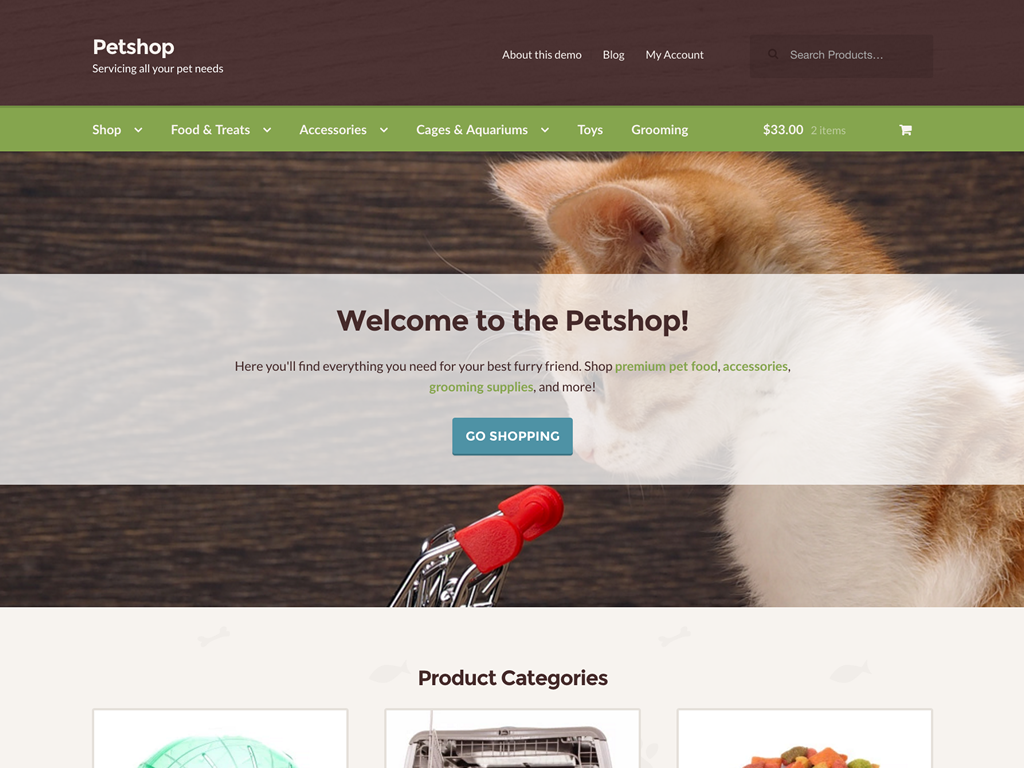 Petshop
Servicing all your pet needs
About this demo Blog My Account
Search Products…
Shop Food & Treats Accessories Cages & Aquariums Toys Grooming
$33.00 2 items
Welcome to the Petshop!
Here you'll find everything you need for your best furry friend. Shop premium pet food, accessories,
grooming supplies, and more!
GO SHOPPING
Product Categories